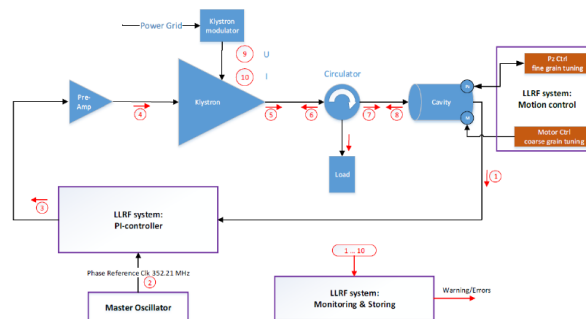 Power Grid
Klystron
modulator
9
U
10
I
Pre-
Amp
Klystron
Circulator
Cavity
Pz
M
Pz Ctrl
fine grain tuning
LLRF system:
Motion control
Motor Ctrl
coarse grain tuning
4
5
6
7
8
Load
1
3
LLRF system:
PI-controller
Phase Reference Clk 352.21 MHz
2
Master Oscillator
1 ... 10
LLRF system:
Monitoring & Storing
Warning/Errors